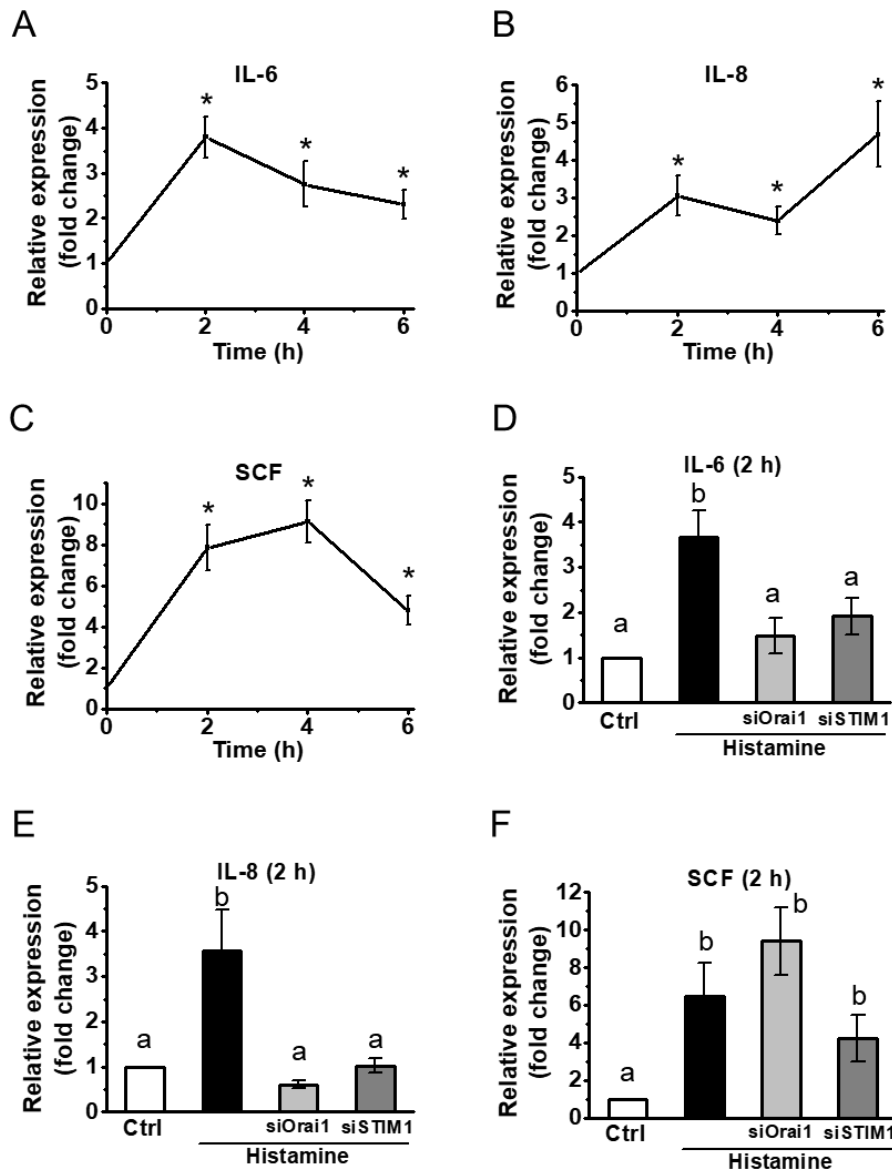 A
IL-6
Relative expression
(fold change)
5
4
3
2
1
0
* * *
0 2 4 6
Time (h)
B
IL-8
Relative expression
(fold change)
6
5
4
3
2
1
0
* * *
0 2 4 6
Time (h)
C
SCF
Relative expression
(fold change)
10
8
6
4
2
0
* * *
0 2 4 6
Time (h)
D
IL-6 (2 h)
Relative expression
(fold change)
5
4
3
2
1
0
a b a a
Ctrl siOrai1 siSTIM1
Histamine
E
IL-8 (2 h)
Relative expression
(fold change)
5
4
3
2
1
0
a b a a
Ctrl siOrai1 siSTIM1
Histamine
F
SCF (2 h)
Relative expression
(fold change)
12
10
8
6
4
2
0
a b b b
Ctrl siOrai1 siSTIM1
Histamine